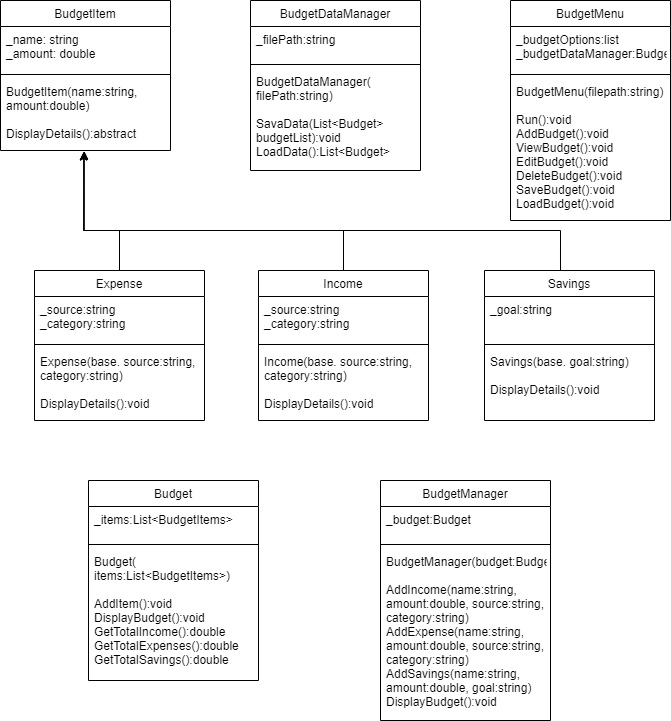 BudgetItem
_name: string
_amount: double
BudgetItem(name:string,
amount:double)
DisplayDetails():abstract
BudgetDataManager
_filePath:string
BudgetDataManager(
filePath:string)
SavaData(List<Budget>
budgetList):void
LoadData():List<Budget>
BudgetMenu
_budgetOptions:list
_budgetDataManager:Budge
BudgetMenu(filepath:string)
Run():void
AddBudget():void
ViewBudget():void
EditBudget():void
DeleteBudget():void
SaveBudget():void
LoadBudget():void
Expense
_source:string
_category:string
Expense(base. source:string,
category:string)
DisplayDetails():void
Income
_source:string
_category:string
Income(base. source:string,
category:string)
DisplayDetails():void
Savings
_goal:string
Savings(base. goal:string)
DisplayDetails():void
Budget
_items:List<BudgetItems>
Budget(
items:List<BudgetItems>)
AddItem():void
DisplayBudget():void
GetTotalIncome():double
GetTotalExpenses():double
GetTotalSavings():double
BudgetManager
_budget:Budget
BudgetManager(budget:Budge
AddIncome(name:string,
amount:double, source:string,
category:string)
AddExpense(name:string,
amount:double, source:string,
category:string)
AddSavings(name:string,
amount:double, goal:string)
DisplayBudget():void